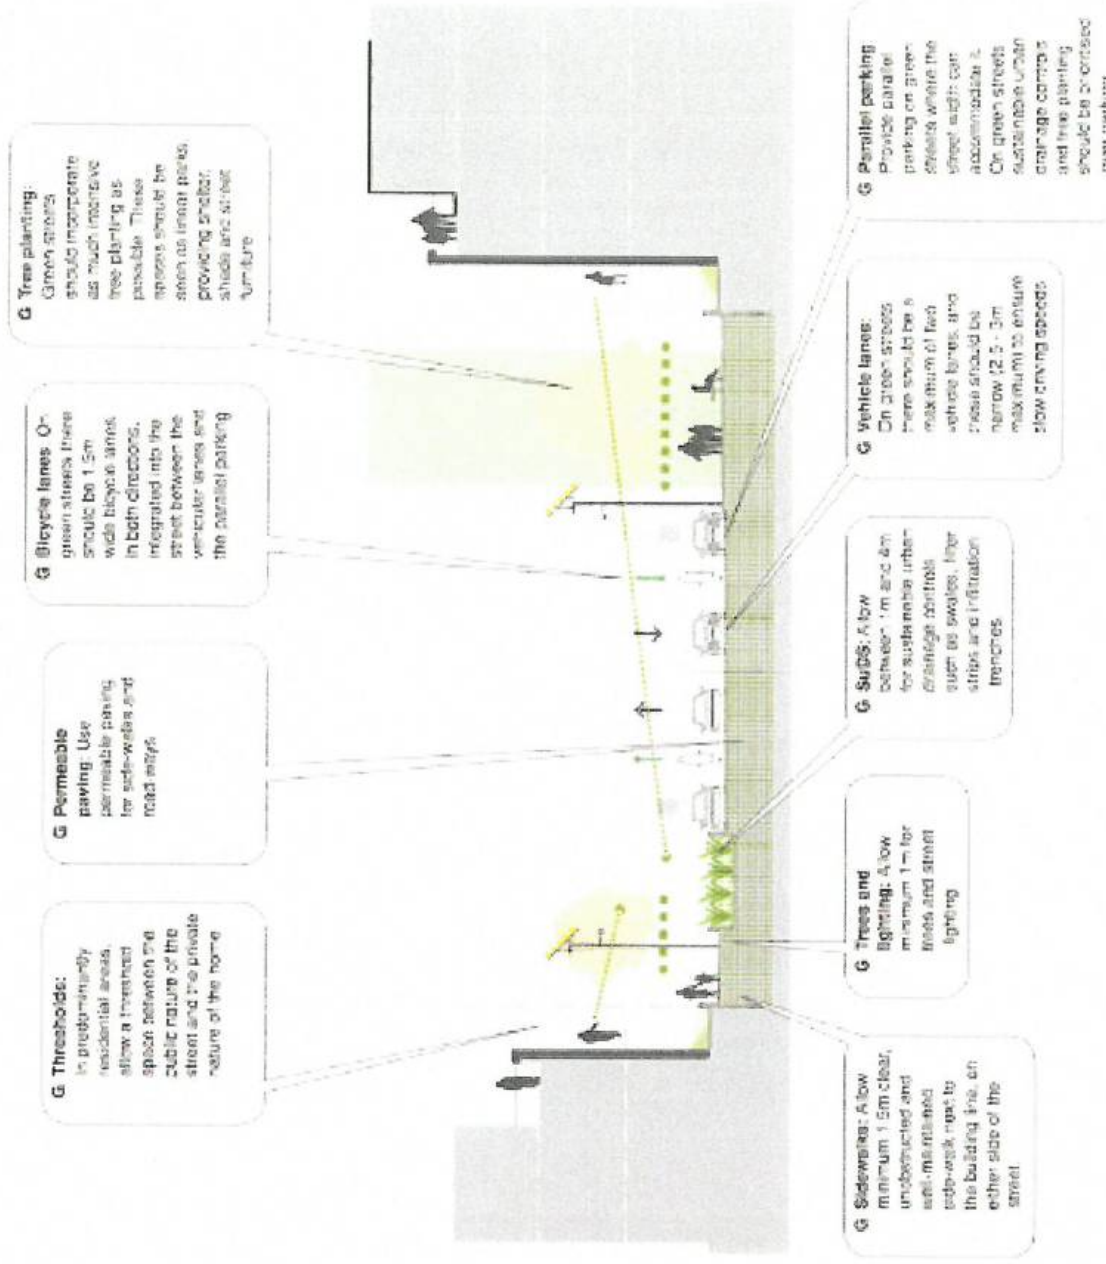 G Thresholds:
In predominantly
residential areas,
allow a threshold
space between the
public nature of the
street and the private
nature of the home
G Permeable
paving: Use
permeable paving
for side-walks and
road ways
G Bicycle lanes: On
green streets there
should be 1.5m
wide bicycle lanes
in both directions,
integrated into the
street between the
vehicular lanes and
the parallel parking
G Tree planting:
Green streets
should incorporate
as much intensive
tree planting as
possible. These
spaces should be
seen as linear parks,
providing shelter,
shade and street
furniture
G Sidewalks: Allow
minimum 1.5m clear,
unobstructed and
well-maintained
side-walk next to
the building line, on
either side of the
street.
G Trees and
lighting: Allow
minimum 1m for
trees and street
lighting
G SuDS: Allow
between 1m and 4m
for sustainable urban
drainage controls
such as swales, filter
strips and infiltration
trenches
G Vehicle lanes:
On green streets
there should be a
maximum of two
vehicle lanes, and
these should be
narrow (2.5 - 3m
maximum) to ensure
slow driving speeds
G Parallel parking
Provide parallel
parking on green
streets where the
street width can
accommodate it.
On green streets
sustainable urban
drainage controls
and tree planting
should be prioritised
over parking